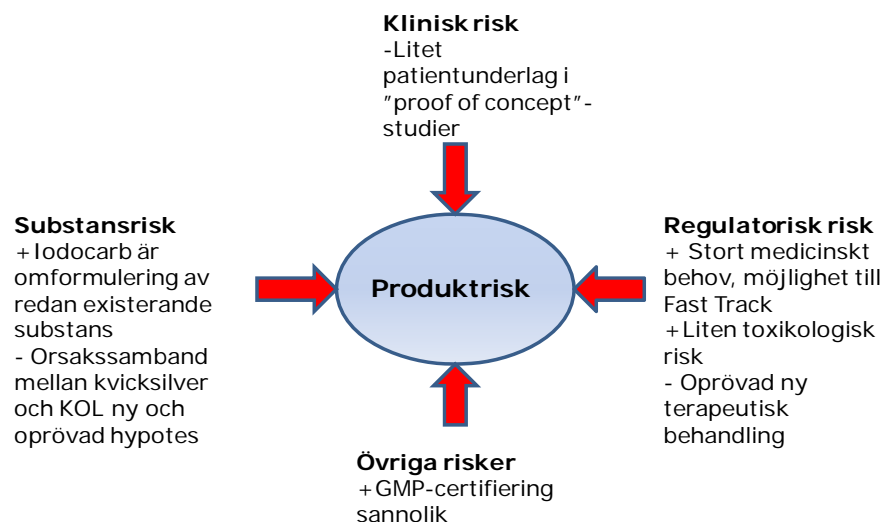 Klinisk risk
-Litet
patientunderlag i
"proof of concept"-
studier
Substansrisk
+Iodocarb är
omformulering av
redan existerande
substans
- Orsakssamband
mellan kvicksilver
och KOL ny och
oprövad hypotes
Produktrisk
Regulatorisk risk
+ Stort medicinskt
behov, möjlighet till
Fast Track
+Liten toxikologisk
risk
- Oprövad ny
terapeutisk
behandling
Övriga risker
+GMP-certifiering
sannolik